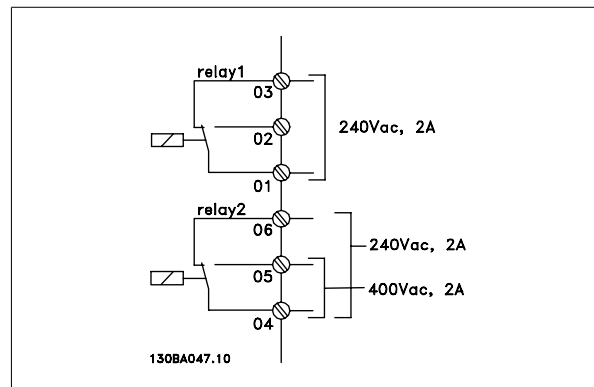 relay1
03
02
240Vac, 2A
01
relay2
06
240Vac, 2A
05
400Vac, 2A
04
130BA047.10